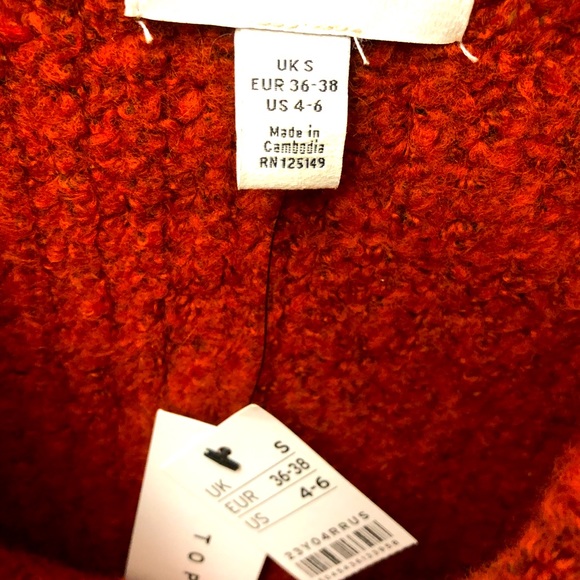 UK S
EUR 36-38
US 4-6
Made in
Cambodia
RN 125149
UK S
EUR 36-38
US 4-6
23Y04RRUS
TOP